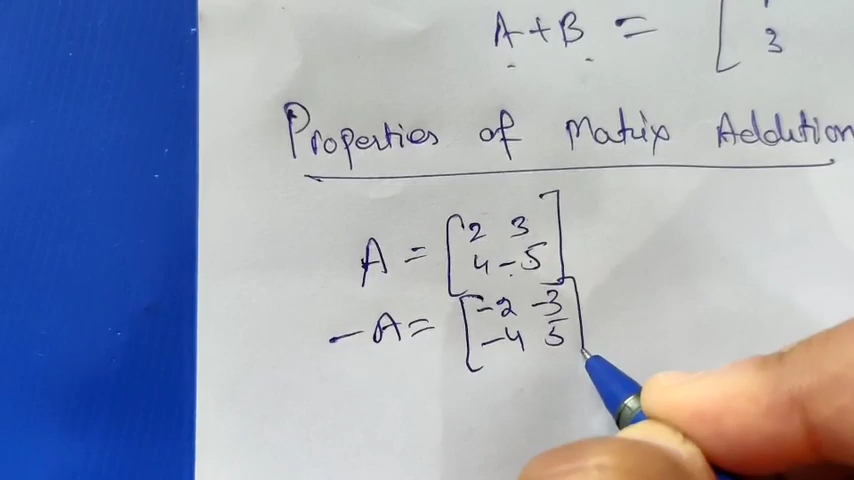 A + B = [ 3
Properties of Matrix Addition
A = [ 2 3
4 -5 ]
-A = [ -2 -3
-4 5 ]